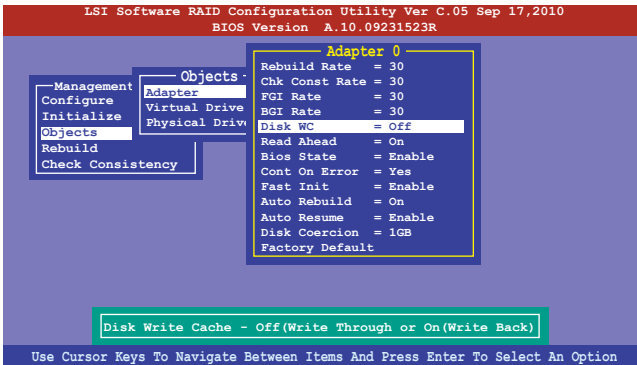 LSI Software RAID Configuration Utility Ver C.05 Sep 17,2010
BIOS Version A.10.09231523R
Management
Configure
Initialize
Objects
Rebuild
Check Consistency
Objects
Adapter
Virtual Drive
Physical Drive
Adapter 0
Rebuild Rate = 30
Chk Const Rate = 30
FGI Rate = 30
BGI Rate = 30
Disk WC = Off
Read Ahead = On
Bios State = Enable
Cont On Error = Yes
Fast Init = Enable
Auto Rebuild = On
Auto Resume = Enable
Disk Coercion = 1GB
Factory Default
Disk Write Cache - Off(Write Through or On(Write Back)
Use Cursor Keys To Navigate Between Items And Press Enter To Select An Option